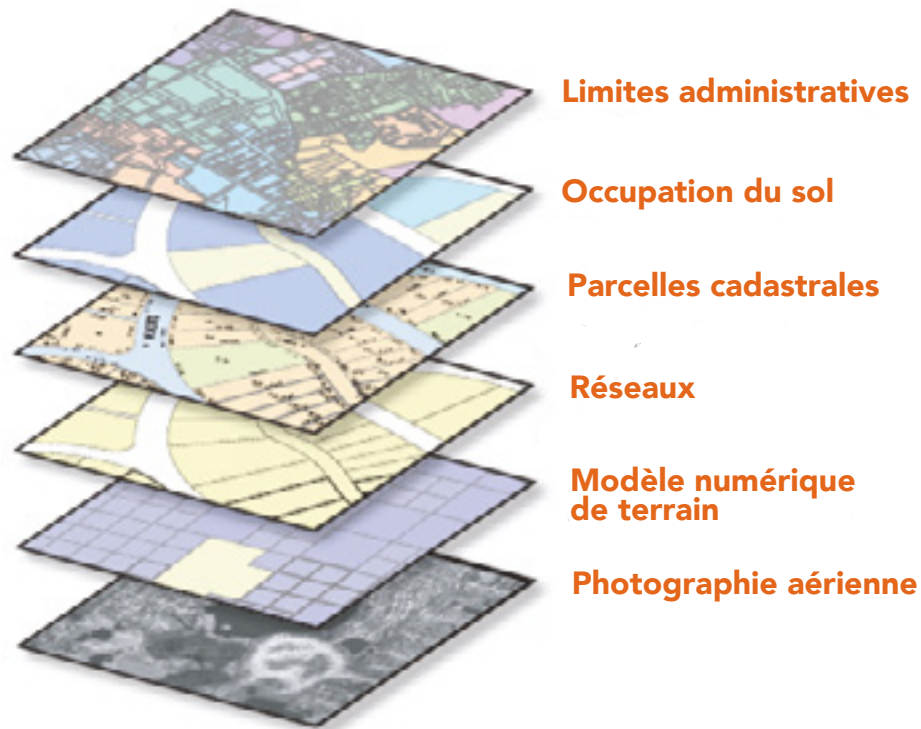 Limites administratives
Occupation du sol
Parcelles cadastrales
Réseaux
Modèle numérique
de terrain
Photographie aérienne